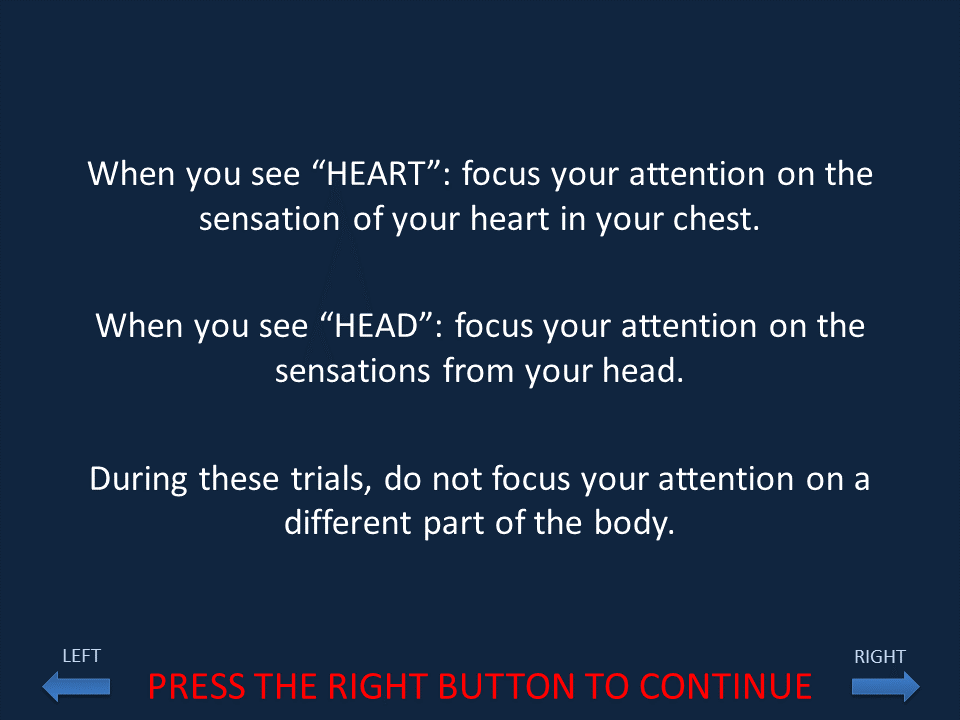 When you see “HEART”: focus your attention on the
sensation of your heart in your chest.
When you see “HEAD”: focus your attention on the
sensations from your head.
During these trials, do not focus your attention on a
different part of the body.
LEFT
RIGHT
PRESS THE RIGHT BUTTON TO CONTINUE